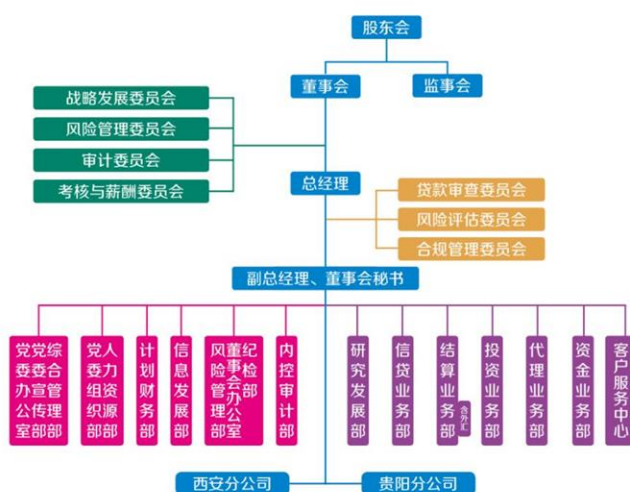 股东会
董事会
监事会
战略发展委员会
风险管理委员会
审计委员会
考核与薪酬委员会
总经理
贷款审查委员会
风险评估委员会
合规管理委员会
副总经理、董事会秘书
综合管理部
党委宣传部
党委办公室
人力资源部
党委组织部
计划财务部
信息发展部
纪检部
董事会办公室
风险管理部
内控审计部
研究发展部
信贷业务部
结算业务部
含外汇
投资业务部
代理业务部
资金业务部
客户服务中心
西安分公司
贵阳分公司